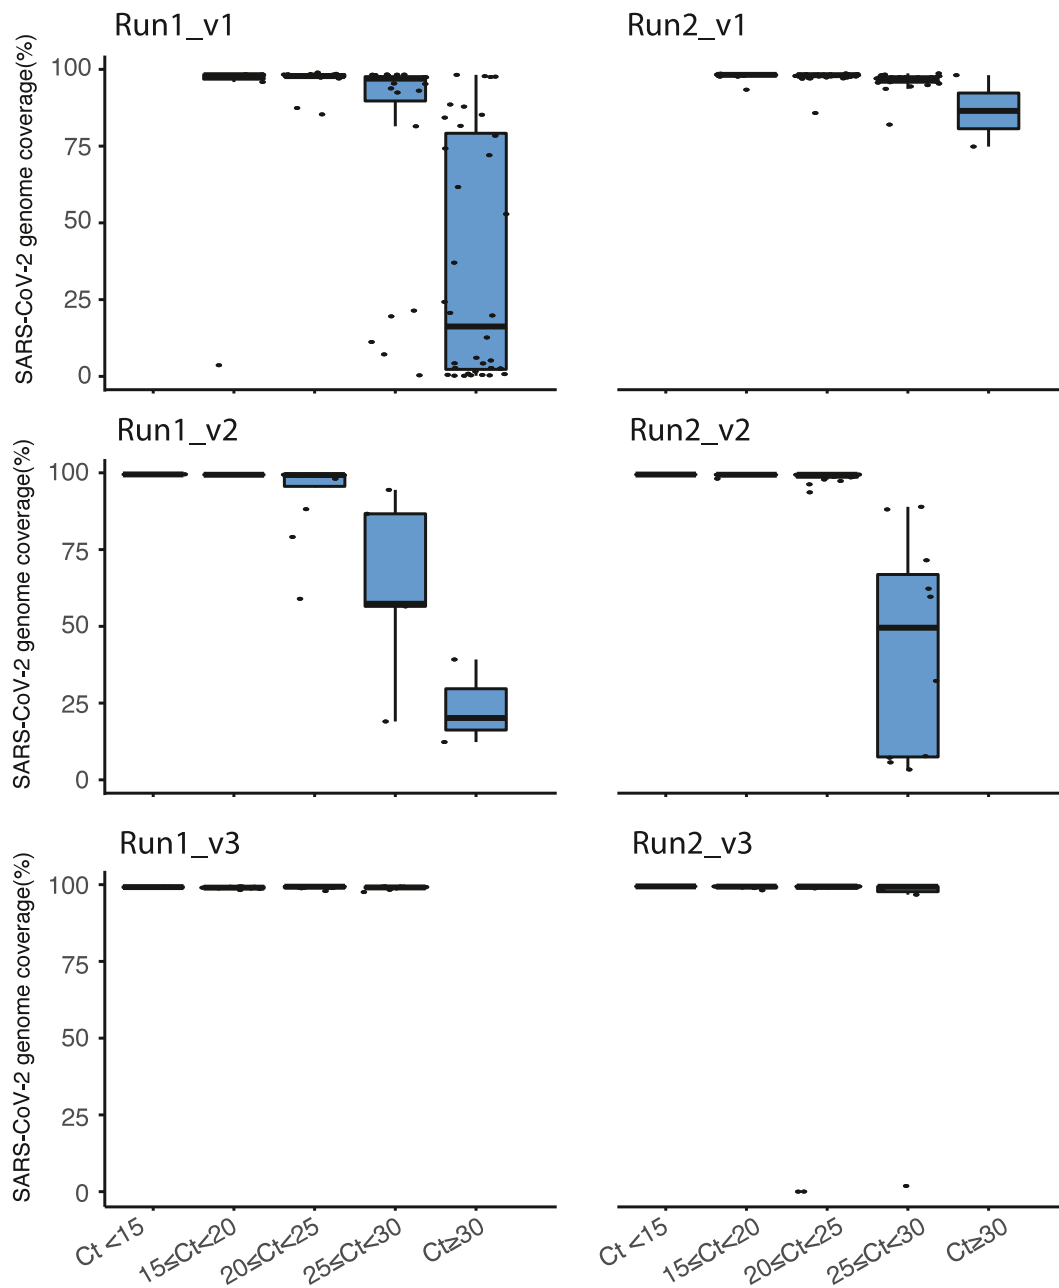 Run1_v1
Run2_v1
SARS-CoV-2 genome coverage(%)
100
75
50
25
0
Run1_v2
Run2_v2
SARS-CoV-2 genome coverage(%)
100
75
50
25
0
Run1_v3
Run2_v3
SARS-CoV-2 genome coverage(%)
100
75
50
25
0
Ct <15
15≤Ct<20
20≤Ct<25
25≤Ct<30
Ct≥30
Ct <15
15≤Ct<20
20≤Ct<25
25≤Ct<30
Ct≥30